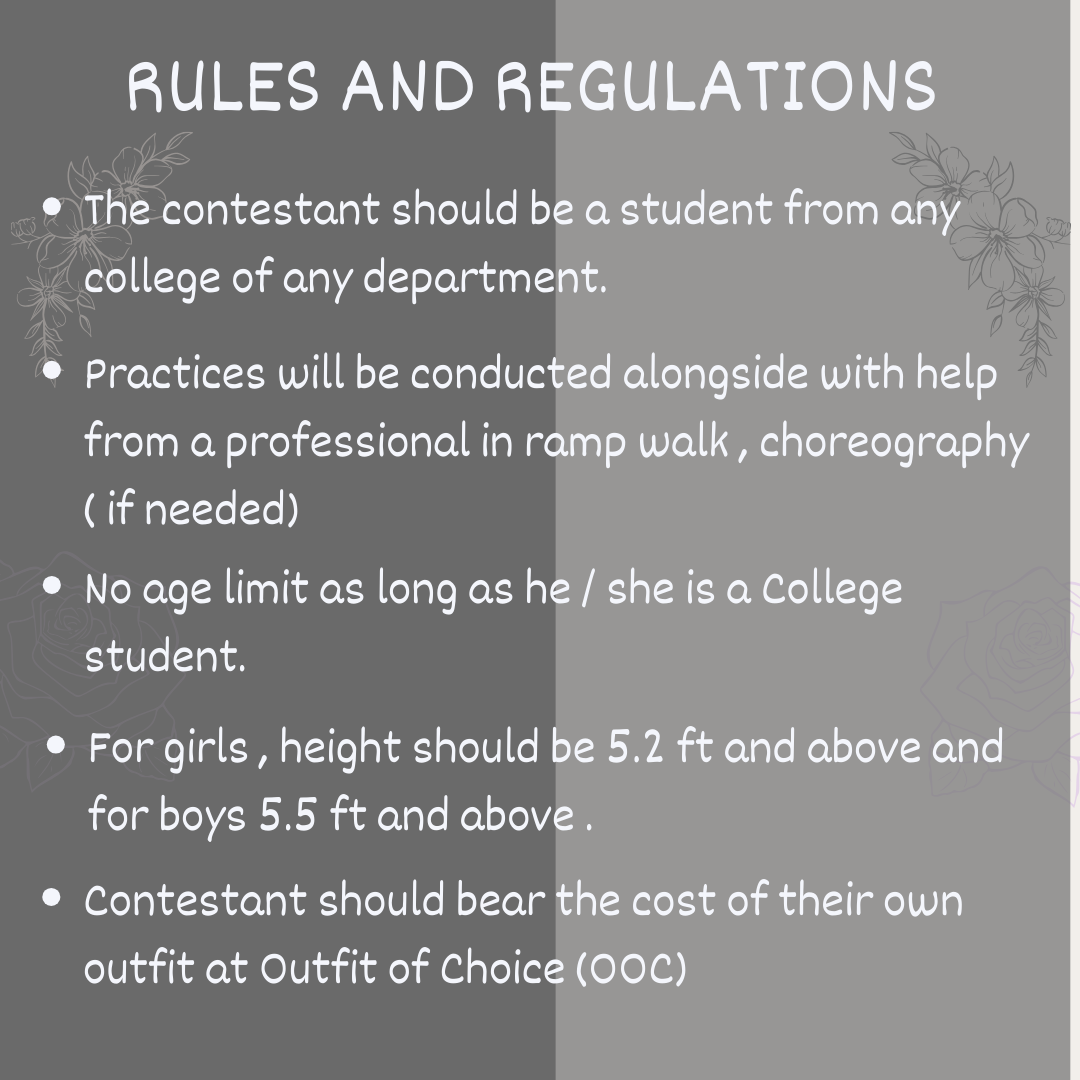 RULES AND REGULATIONS
• The contestant should be a student from any
college of any department.
• Practices will be conducted alongside with help
from a professional in ramp walk , choreography
( if needed)
• No age limit as long as he / she is a College
student.
• For girls , height should be 5.2 ft and above and
for boys 5.5 ft and above .
• Contestant should bear the cost of their own
outfit at Outfit of Choice (OOC)